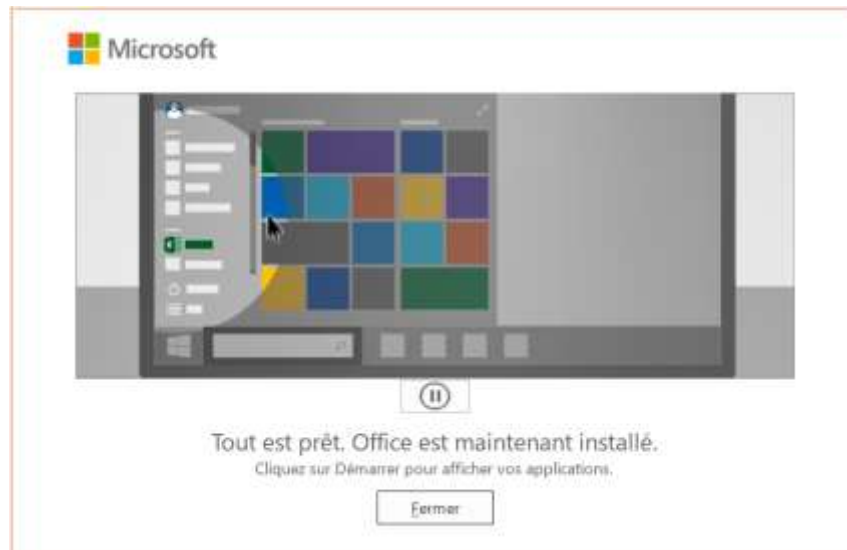 Microsoft
Tout est prêt. Office est maintenant installé.
Cliquez sur Démarrer pour afficher vos applications.
Fermer